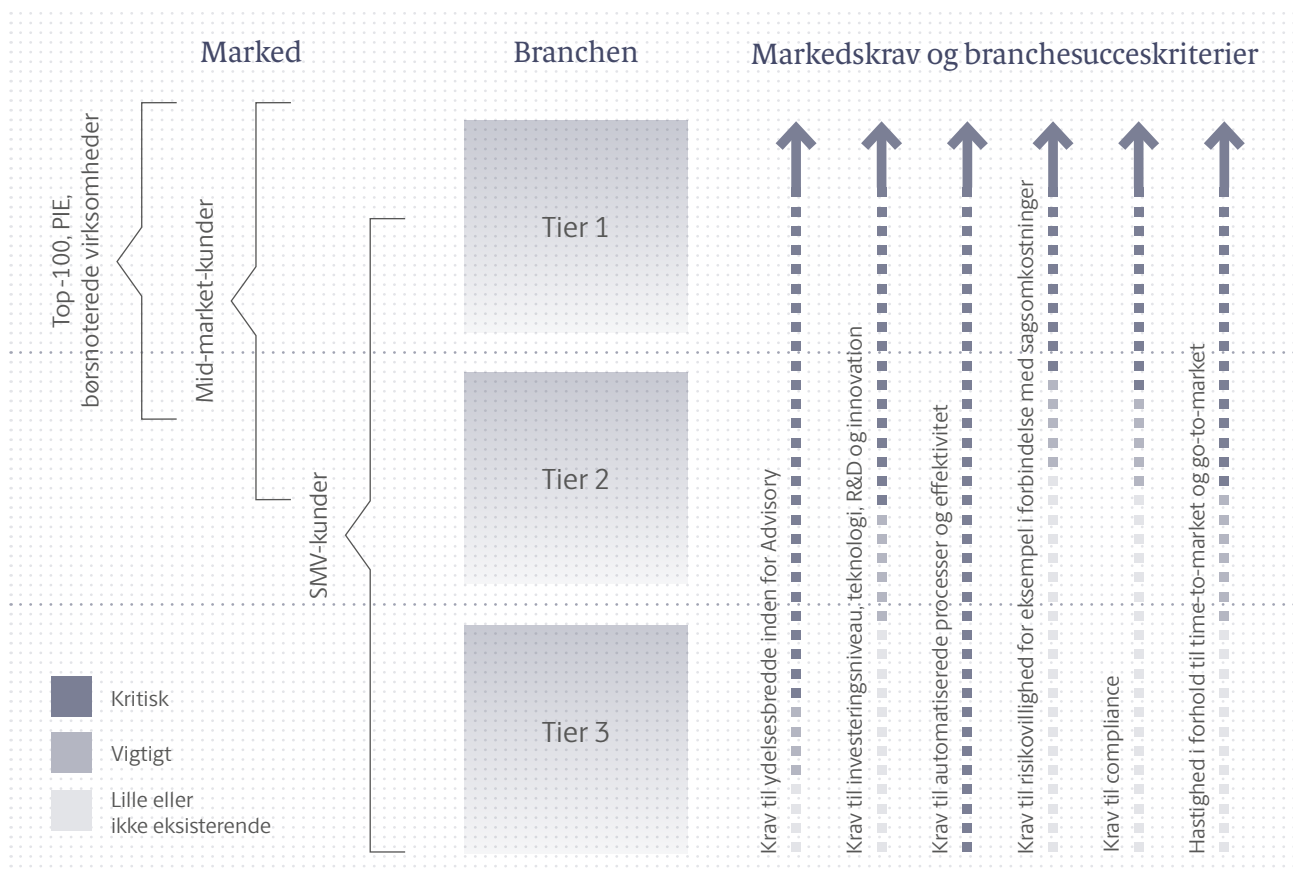 Marked
Branchen
Markedskrav og branchesucceskriterier
Top-100, PIE,
børsnoterede virksomheder
Mid-market-kunder
SMV-kunder
Tier 1
Tier 2
Tier 3
Krav til ydelsesbredde inden for Advisory
Krav til investeringsniveau, teknologi, R&D og innovation
Krav til automatiserede processer og effektivitet
Krav til risikovillighed for eksempel i forbindelse med sagsomkostninger
Krav til compliance
Hastighed i forhold til time-to-market og go-to-market
Kritisk
Vigtigt
Lille eller
ikke eksisterende